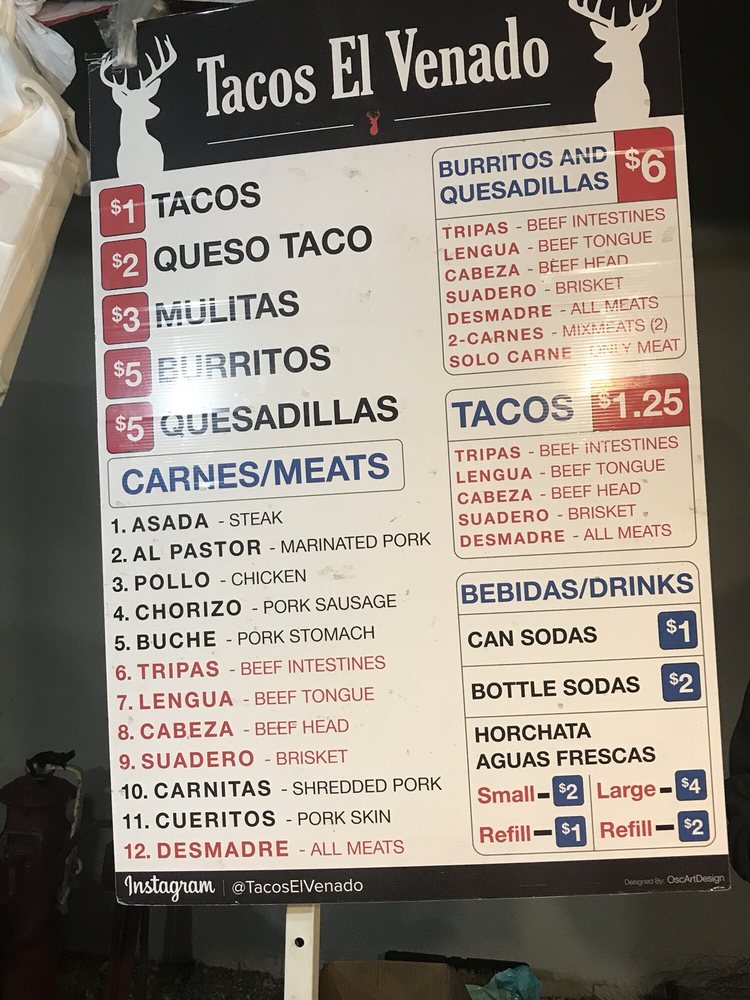 Tacos El Venado
$1 TACOS
$2 QUESO TACO
$3 MULITAS
$5 BURRITOS
$5 QUESADILLAS
CARNES/MEATS
1. ASADA - STEAK
2. AL PASTOR - MARINATED PORK
3. POLLO - CHICKEN
4. CHORIZO - PORK SAUSAGE
5. BUCHE - PORK STOMACH
6. TRIPAS - BEEF INTESTINES
7. LENGUA - BEEF TONGUE
8. CABEZA - BEEF HEAD
9. SUADERO - BRISKET
10. CARNITAS - SHREDDED PORK
11. CUERITOS - PORK SKIN
12. DESMADRE - ALL MEATS
BURRITOS AND
QUESADILLAS $6
TRIPAS - BEEF INTESTINES
LENGUA - BEEF TONGUE
CABEZA - BEEF HEAD
SUADERO - BRISKET
DESMADRE - ALL MEATS
2-CARNES - MIXMEATS (2)
SOLO CARNE - ONLY MEAT
TACOS $1.25
TRIPAS - BEEF INTESTINES
LENGUA - BEEF TONGUE
CABEZA - BEEF HEAD
SUADERO - BRISKET
DESMADRE - ALL MEATS
BEBIDAS/DRINKS
CAN SODAS $1
BOTTLE SODAS $2
HORCHATA
AGUAS FRESCAS
Small- $2 Large- $4
Refill- $1 Refill- $2
Instagram | @TacosElVenado
Designed By: OscArtDesign